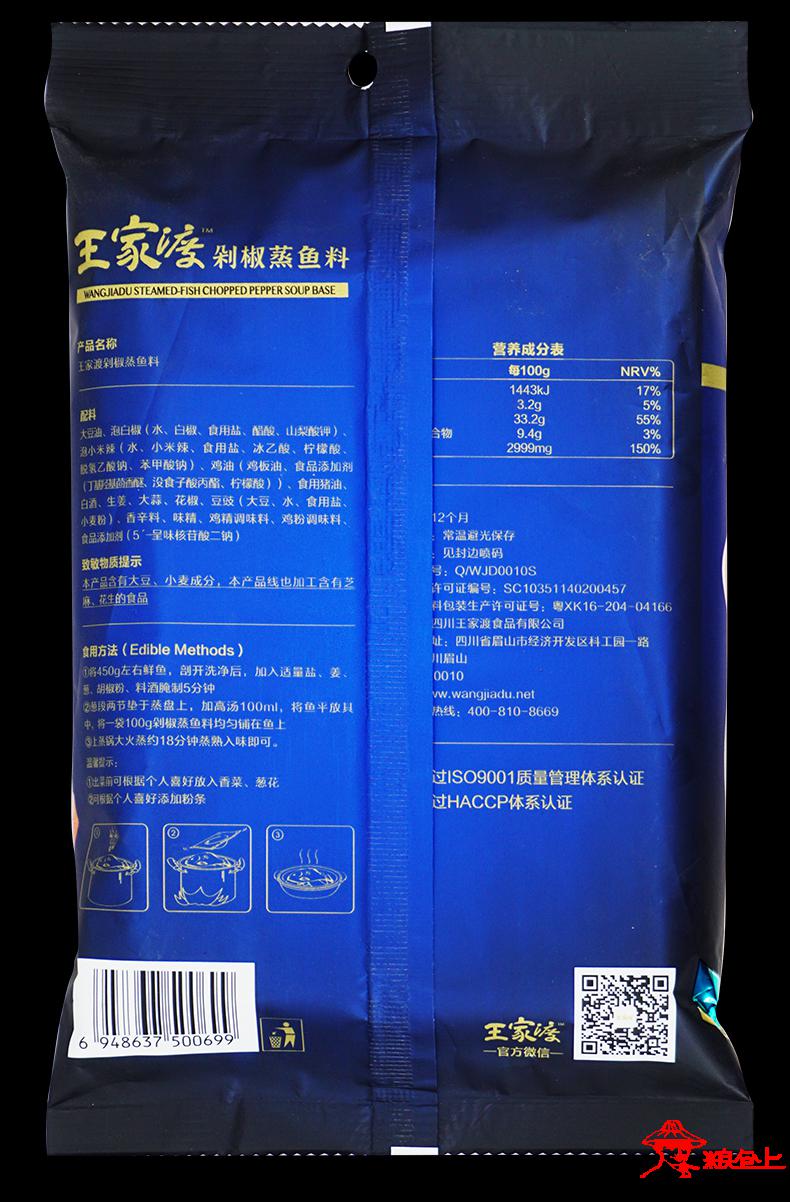 王家渡™剁椒蒸鱼料
WANGJIADU STEAMED-FISH CHOPPED PEPPER SOUP BASE
产品名称
王家渡剁椒蒸鱼料
配料
大豆油、泡白椒（水、白椒、食用盐、醋酸、山梨酸钾）、
泡小米辣（水、小米辣、食用盐、冰乙酸、柠檬酸、
脱氢乙酸钠、苯甲酸钠）、鸡油（鸡板油、食品添加剂
（丁基羟基茴香醚、没食子酸丙酯、柠檬酸））、食用猪油、
白酒、生姜、大蒜、花椒、豆豉（大豆、水、食用盐、
小麦粉）、香辛料、味精、鸡精调味料、鸡粉调味料、
食品添加剂（5′-呈味核苷酸二钠）
致敏物质提示
本产品含有大豆、小麦成分，本产品线也加工含有芝
麻、花生的食品
食用方法（Edible Methods）
①将450g左右鲜鱼，剖开洗净后，加入适量盐、姜、
葱、胡椒粉、料酒腌制5分钟
②葱段两节垫于蒸盘上，加高汤100ml，将鱼平放其
中，将一袋100g剁椒蒸鱼料均匀铺在鱼上
③上蒸锅大火蒸约18分钟蒸熟入味即可。
温馨提示：
①出菜前可根据个人喜好放入香菜、葱花
②可根据个人喜好添加粉条
① ② ③
6 948637 500699
营养成分表
每100g NRV%
1443kJ 17%
3.2g 5%
33.2g 55%
合物 9.4g 3%
2999mg 150%
12个月
：常温避光保存
：见封边喷码
号：Q/WJD0010S
许可证编号：SC10351140200457
料包装生产许可证号：粤XK16-204-04166
四川王家渡食品有限公司
址：四川省眉山市经济开发区科工园一路
川眉山
0010
ww.wangjiadu.net
热线：400-810-8669
过ISO9001质量管理体系认证
过HACCP体系认证
王家渡™
—官方微信—
粮仓上